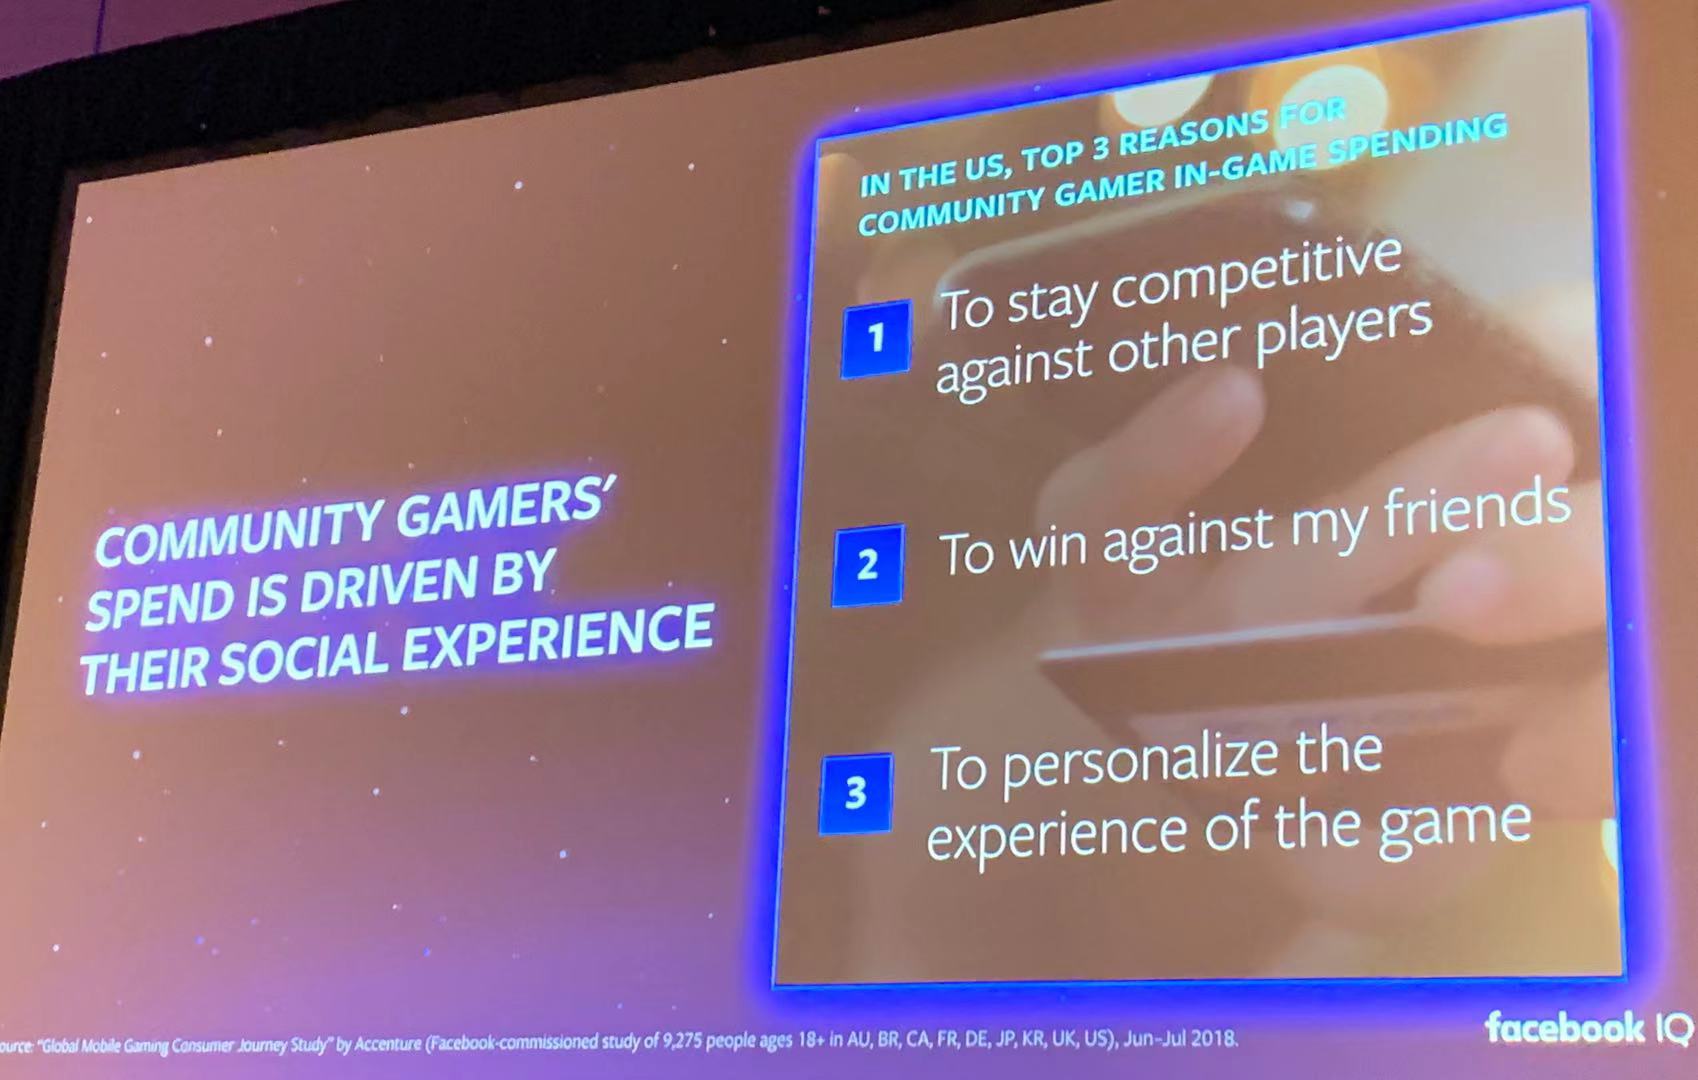 COMMUNITY GAMERS'
SPEND IS DRIVEN BY
THEIR SOCIAL EXPERIENCE
IN THE US, TOP 3 REASONS FOR
COMMUNITY GAMER IN-GAME SPENDING
1 To stay competitive
against other players
2 To win against my friends
3 To personalize the
experience of the game
ource: "Global Mobile Gaming Consumer Journey Study" by Accenture (Facebook-commissioned study of 9,275 people ages 18+ in AU, BR, CA, FR, DE, JP, KR, UK, US), Jun-Jul 2018.
facebook IQ